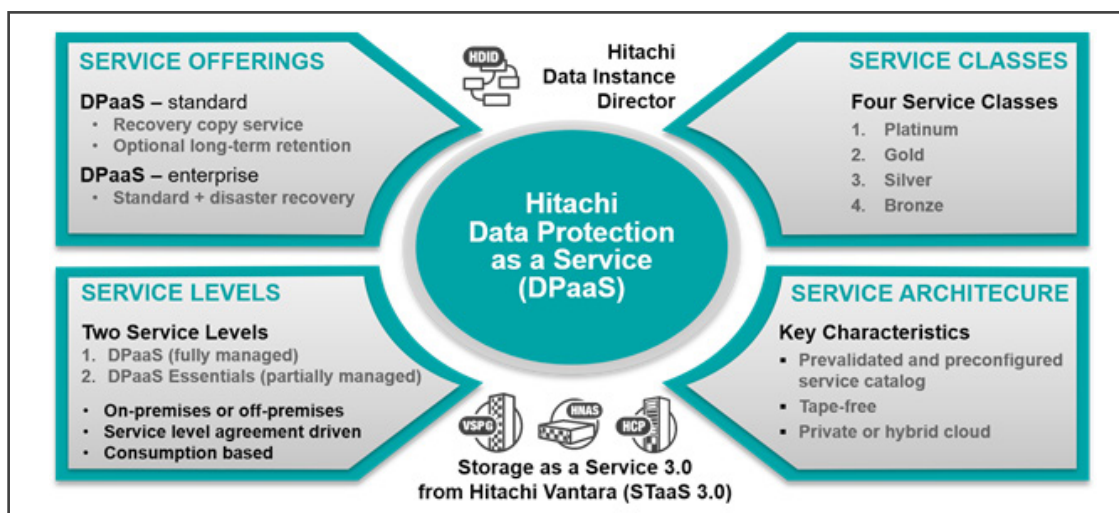 SERVICE OFFERINGS
DPaaS – standard
• Recovery copy service
• Optional long-term retention
DPaaS – enterprise
• Standard + disaster recovery
HDID
Hitachi
Data Instance
Director
SERVICE CLASSES
Four Service Classes
1. Platinum
2. Gold
3. Silver
4. Bronze
Hitachi
Data Protection
as a Service
(DPaaS)
SERVICE LEVELS
Two Service Levels
1. DPaaS (fully managed)
2. DPaaS Essentials (partially managed)
• On-premises or off-premises
• Service level agreement driven
• Consumption based
VSPG
HNAS
HCP
Storage as a Service 3.0
from Hitachi Vantara (STaaS 3.0)
SERVICE ARCHITECURE
Key Characteristics
▪ Prevalidated and preconfigured
service catalog
▪ Tape-free
▪ Private or hybrid cloud